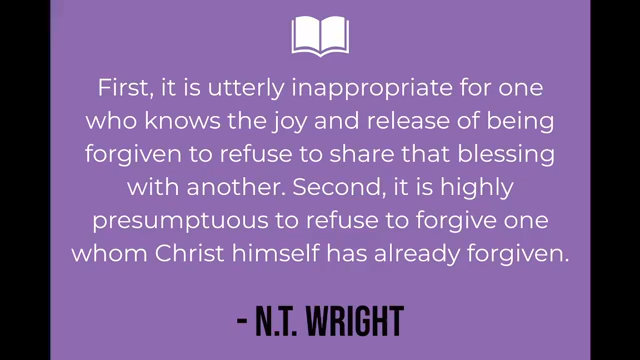 First, it is utterly inappropriate for one
who knows the joy and release of being
forgiven to refuse to share that blessing
with another. Second, it is highly
presumptuous to refuse to forgive one
whom Christ himself has already forgiven.
- N.T. WRIGHT